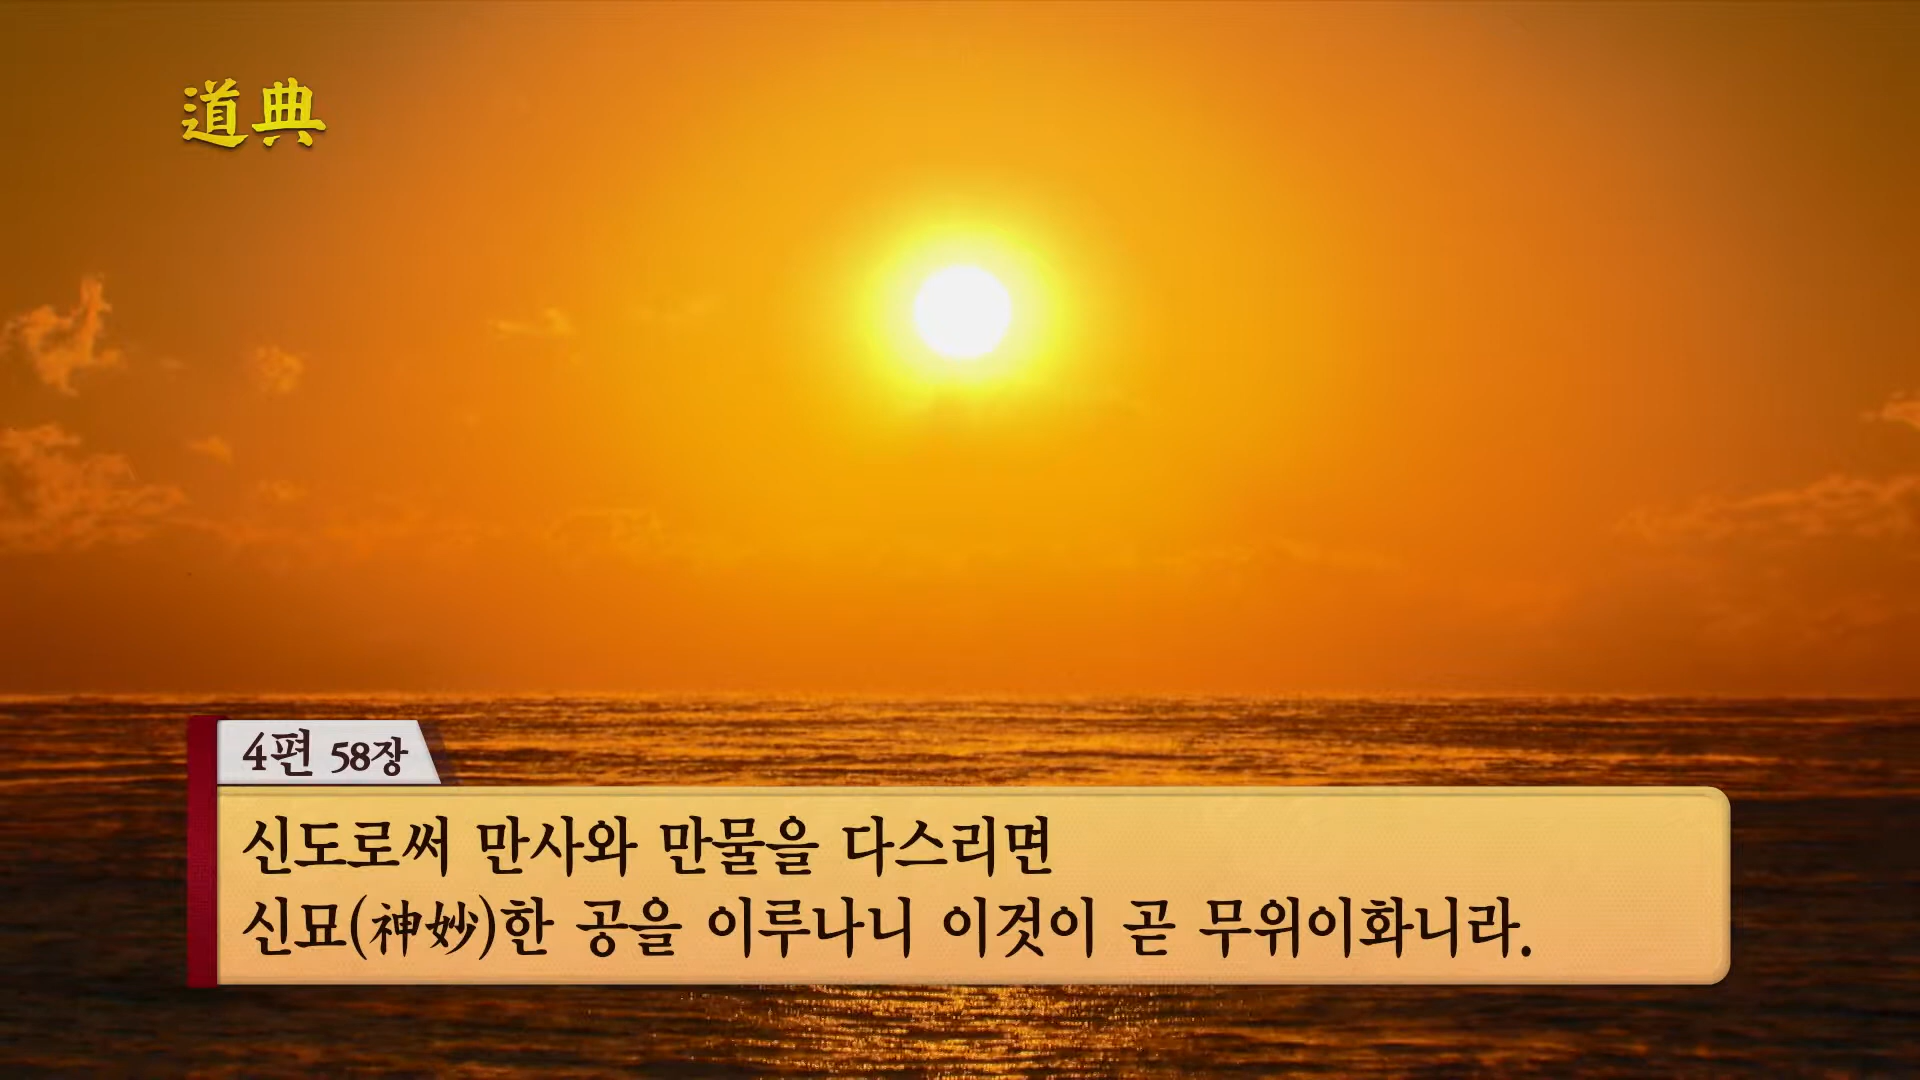 道典
4편 58장
신도로써 만사와 만물을 다스리면
신묘(神妙)한 공을 이루나니 이것이 곧 무위이화니라.